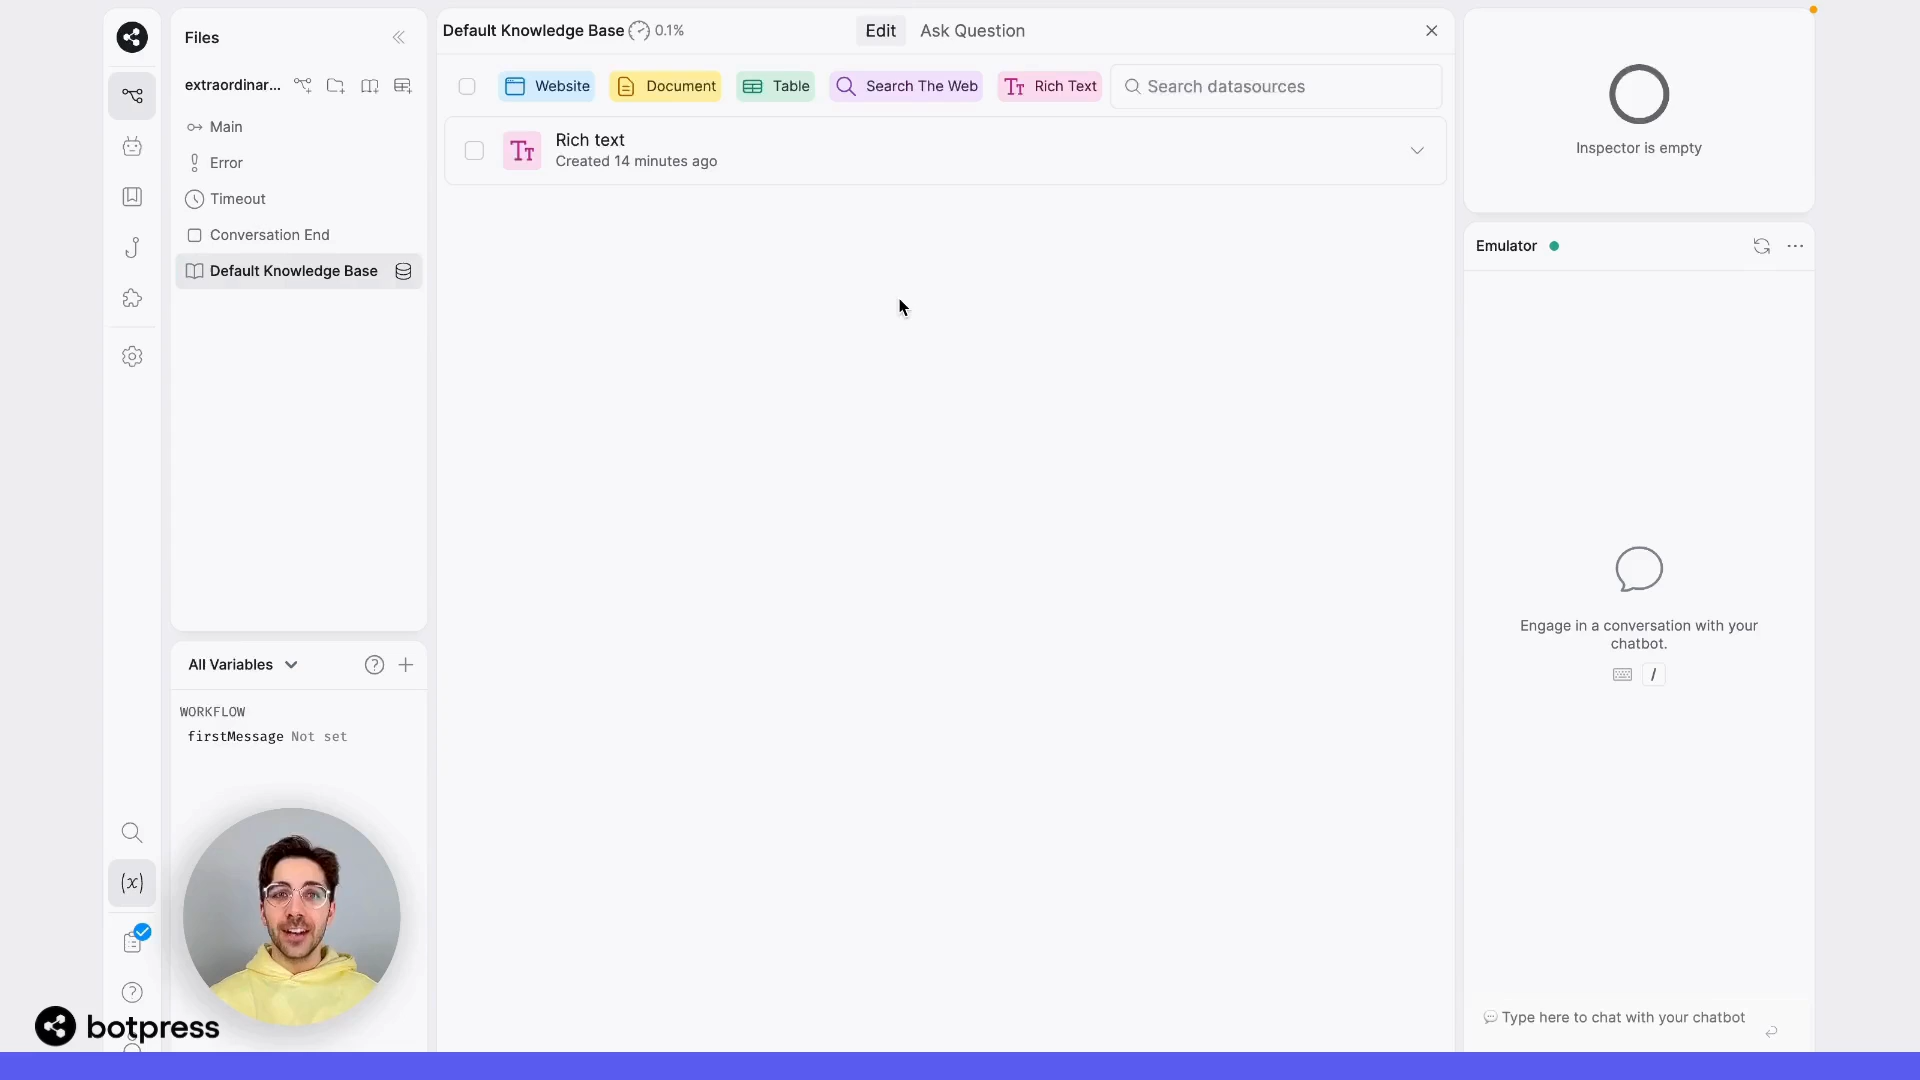 Files
extraordinar...
Main
Error
Timeout
Conversation End
Default Knowledge Base
All Variables
WORKFLOW
firstMessage Not set
botpress
Default Knowledge Base 0.1%
Edit Ask Question
Website Document Table Search The Web Tт Rich Text Search datasources
Tт Rich text
Created 14 minutes ago
Inspector is empty
Emulator
Engage in a conversation with your
chatbot.
/
Type here to chat with your chatbot
(x)